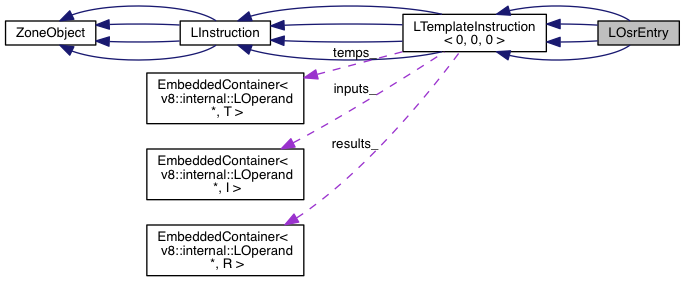 ZoneObject
LInstruction
LTemplateInstruction
< 0, 0, 0 >
LOsrEntry
temps_
EmbeddedContainer<
v8::internal::LOperand
*, T >
inputs_
EmbeddedContainer<
v8::internal::LOperand
*, I >
results_
EmbeddedContainer<
v8::internal::LOperand
*, R >